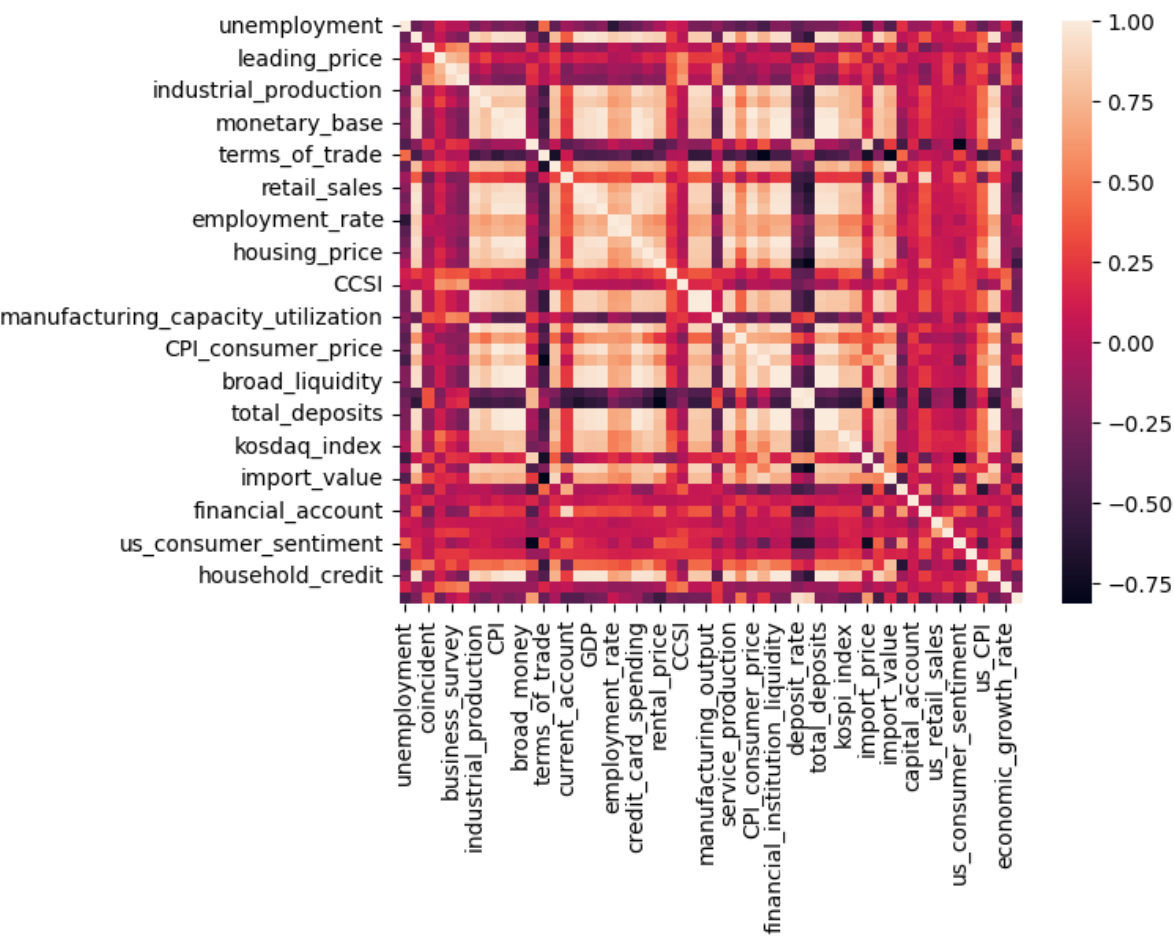 unemployment
leading_price
industrial_production
monetary_base
terms_of_trade
retail_sales
employment_rate
housing_price
CCSI
manufacturing_capacity_utilization
CPI_consumer_price
broad_liquidity
total_deposits
kosdaq_index
import_value
financial_account
us_consumer_sentiment
household_credit
1.00
0.75
0.50
0.25
0.00
−0.25
−0.50
−0.75
unemployment
coincident
business_survey
industrial_production
CPI
broad_money
terms_of_trade
current_account
GDP
employment_rate
credit_card_spending
rental_price
CCSI
manufacturing_output
service_production
CPI_consumer_price
financial_institution_liquidity
deposit_rate
total_deposits
kospi_index
import_price
import_value
capital_account
us_retail_sales
us_consumer_sentiment
us_CPI
economic_growth_rate